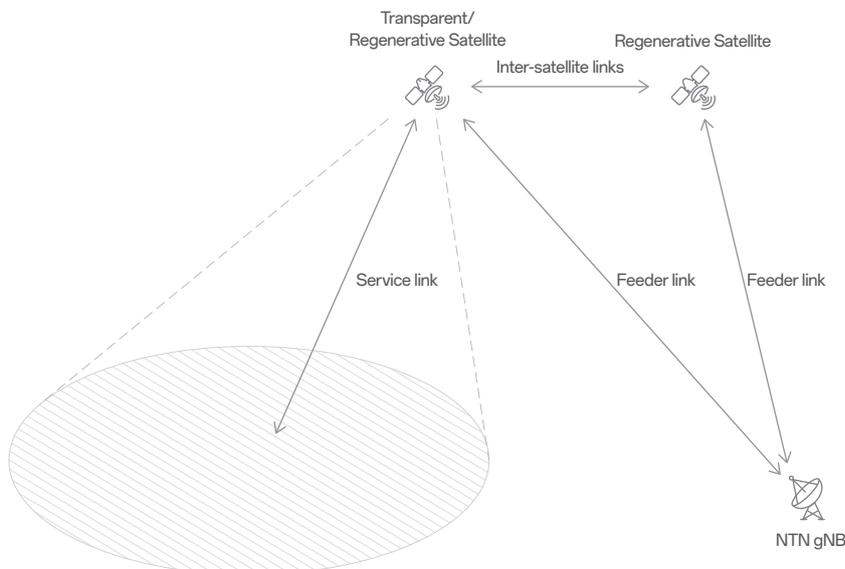 Transparent/
Regenerative Satellite
Regenerative Satellite
Inter-satellite links
Service link
Feeder link
Feeder link
NTN gNB